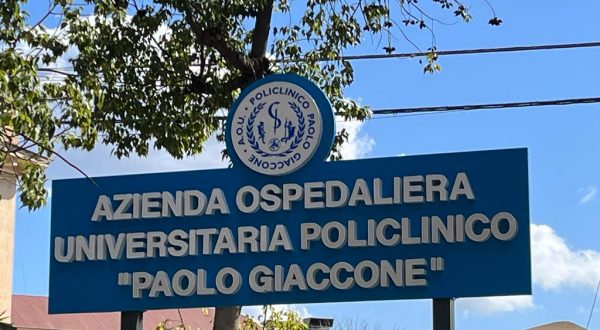 A.O.U. POLICLINICO PAOLO GIACCONE
AZIENDA OSPEDALIERA
UNIVERSITARIA POLICLINICO
"PAOLO GIACCONE"